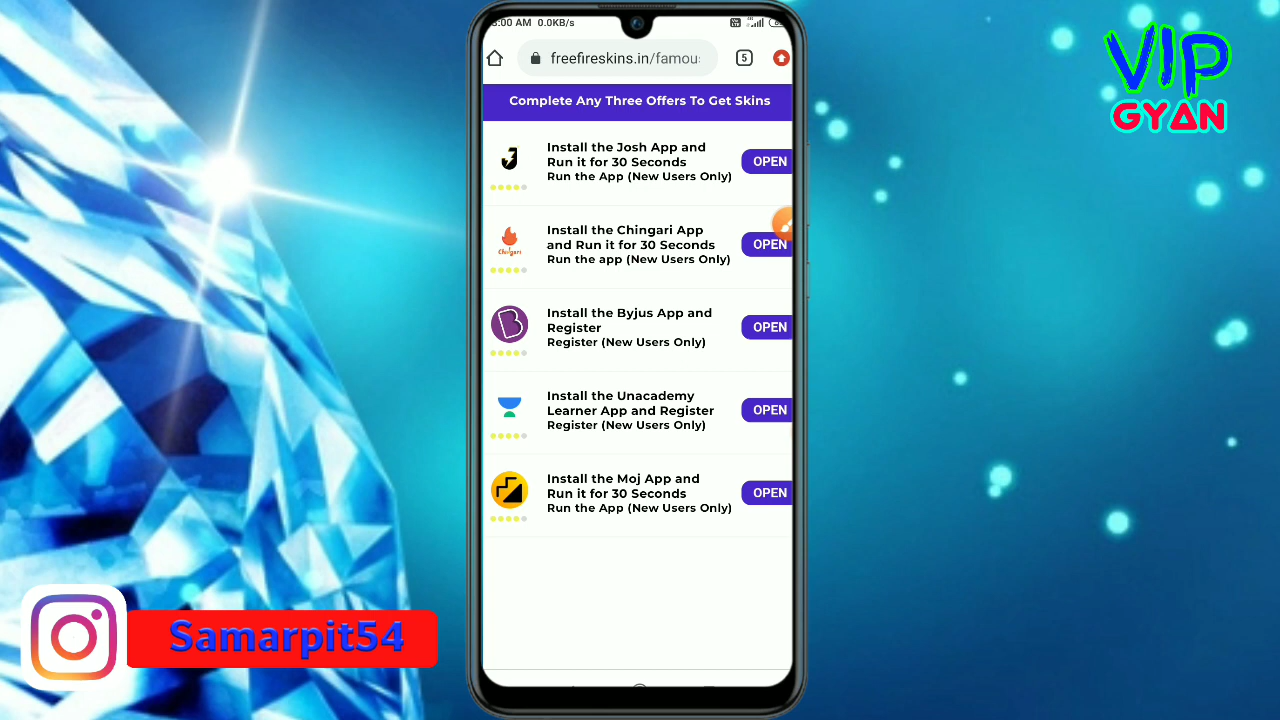 :00 AM 0.0KB/s
freefireskins.in/famou
5
Complete Any Three Offers To Get Skins
Install the Josh App and
Run it for 30 Seconds
Run the App (New Users Only)
OPEN
Install the Chingari App
and Run it for 30 Seconds
Run the app (New Users Only)
OPEN
Chingari
Install the Byjus App and
Register
Register (New Users Only)
OPEN
Install the Unacademy
Learner App and Register
Register (New Users Only)
OPEN
Install the Moj App and
Run it for 30 Seconds
Run the App (New Users Only)
OPEN
VIP
GYAN
Samarpit54